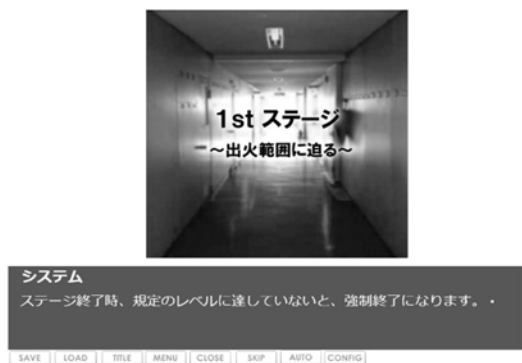 1st ステージ
～出火範囲に迫る～
システム
ステージ終了時、規定のレベルに達していないと、強制終了になります。・
SAVE LOAD TITLE MENU CLOSE SKIP AUTO CONFIG